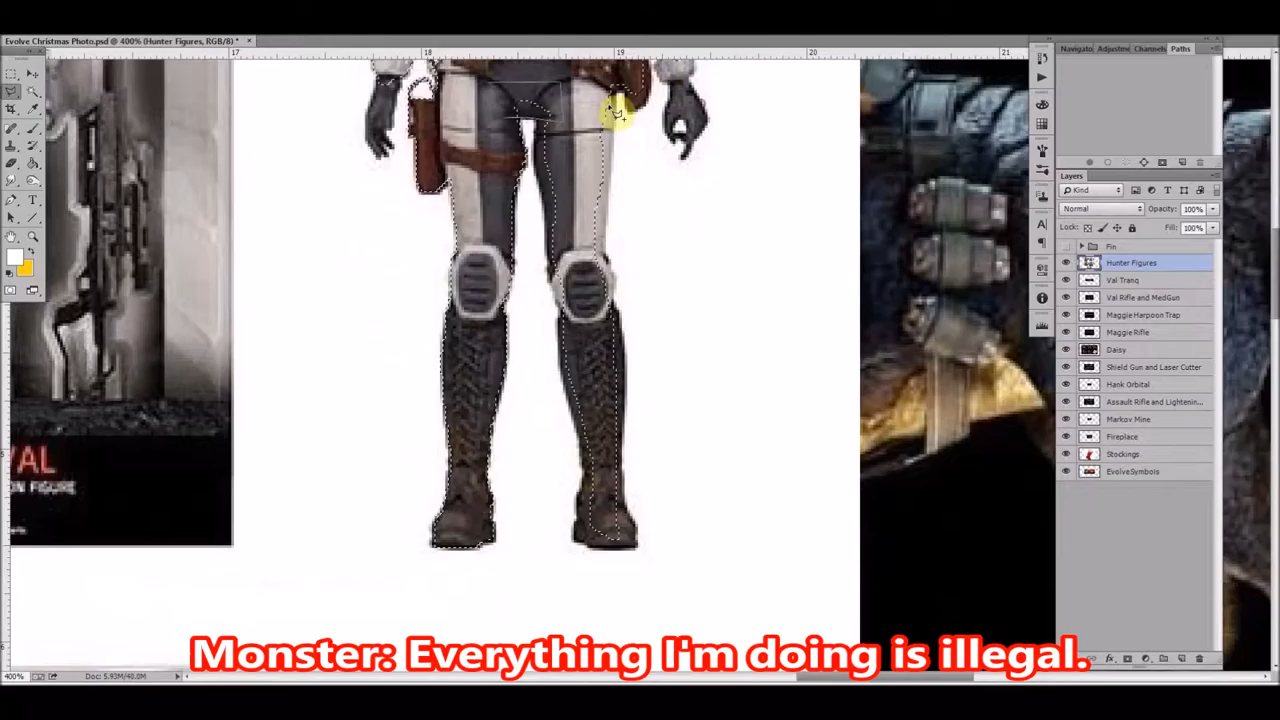 Evolve Christmas Photo.psd @ 400% (Hunter Figures, RGB/8) *
17 18 19 20 21
Adjustme Channels Paths
Layers
Kind
Normal Opacity: 100%
Lock: Fill: 100%
Fin
Hunter Figures
Val Tranq
Val Rifle and MedGun
Maggie Harpoon Trap
Maggie Rifle
Daisy
Shield Gun and Laser Cutter
Hank Orbital
Assault Rifle and Lightenin...
Markov Mine
Fireplace
Stockings
EvolveSymbols
VAL
ON FIGURE
Monster: Everything I'm doing is illegal.
400% Doc: 5.93M/40.0M